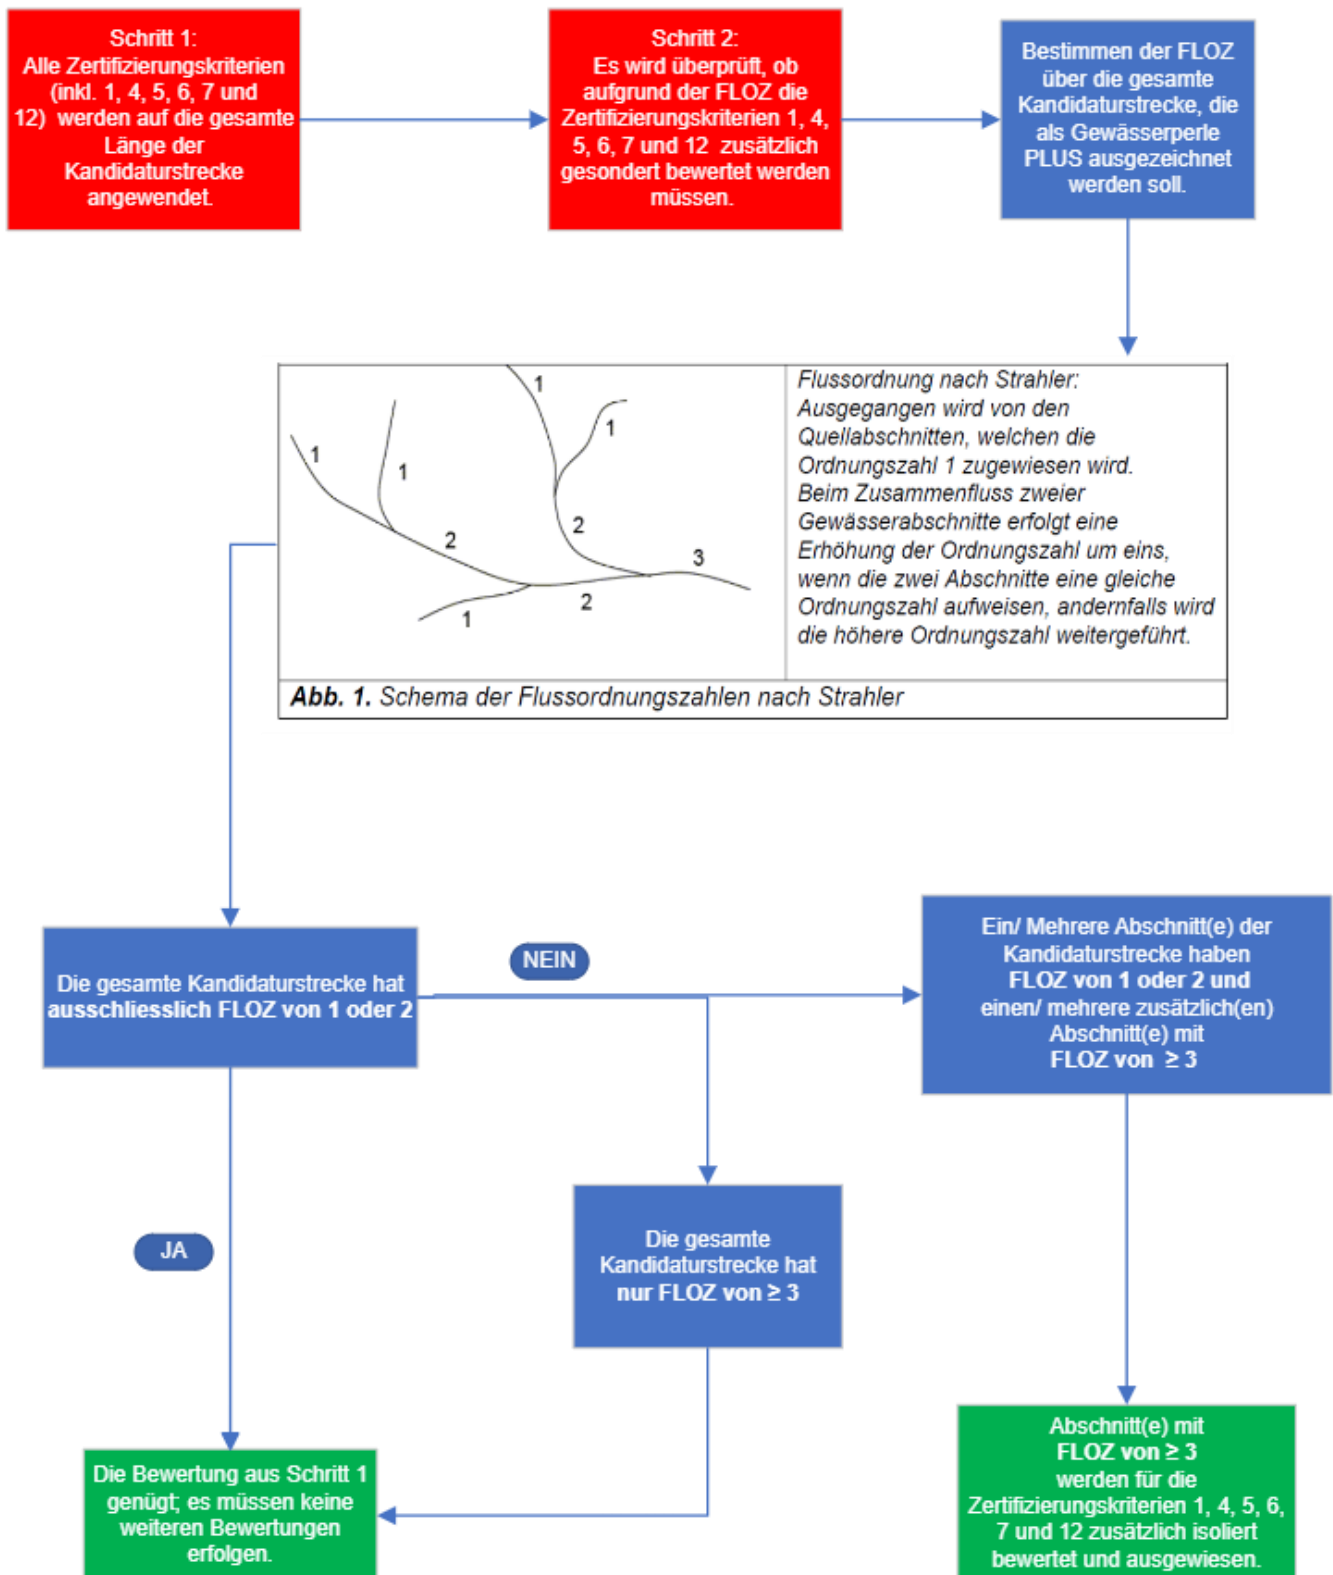 Schritt 1:
Alle Zertifizierungskriterien
(inkl. 1, 4, 5, 6, 7 und
12) werden auf die gesamte
Länge der
Kandidaturstrecke
angewendet.
Schritt 2:
Es wird überprüft, ob
aufgrund der FLOZ die
Zertifizierungskriterien 1, 4,
5, 6, 7 und 12 zusätzlich
gesondert bewertet werden
müssen.
Bestimmen der FLOZ
über die gesamte
Kandidaturstrecke, die
als Gewässerperle
PLUS ausgezeichnet
werden soll.
1
1
1
1
2
2
3
2
1
Flussordnung nach Strahler:
Ausgegangen wird von den
Quellabschnitten, welchen die
Ordnungszahl 1 zugewiesen wird.
Beim Zusammenfluss zweier
Gewässerabschnitte erfolgt eine
Erhöhung der Ordnungszahl um eins,
wenn die zwei Abschnitte eine gleiche
Ordnungszahl aufweisen, andernfalls wird
die höhere Ordnungszahl weitergeführt.
Abb. 1. Schema der Flussordnungszahlen nach Strahler
Die gesamte Kandidaturstrecke hat
ausschliesslich FLOZ von 1 oder 2
NEIN
Ein/ Mehrere Abschnitt(e) der
Kandidaturstrecke haben
FLOZ von 1 oder 2 und
einen/ mehrere zusätzlich(en)
Abschnitt(e) mit
FLOZ von ≥ 3
JA
Die gesamte
Kandidaturstrecke hat
nur FLOZ von ≥ 3
Die Bewertung aus Schritt 1
genügt; es müssen keine
weiteren Bewertungen
erfolgen.
Abschnitt(e) mit
FLOZ von ≥ 3
werden für die
Zertifizierungskriterien 1, 4, 5, 6,
7 und 12 zusätzlich isoliert
bewertet und ausgewiesen.